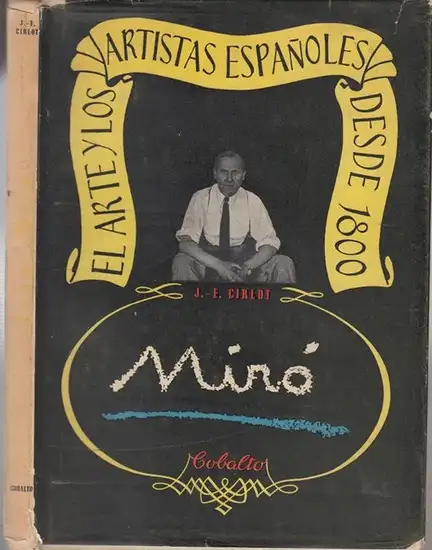 J.-E. CIRLOT
COBALTO
EL ARTE Y LOS
ARTISTAS ESPAÑOLES
DESDE 1800
J.-E. CIRLOT
Miró
Cobalto